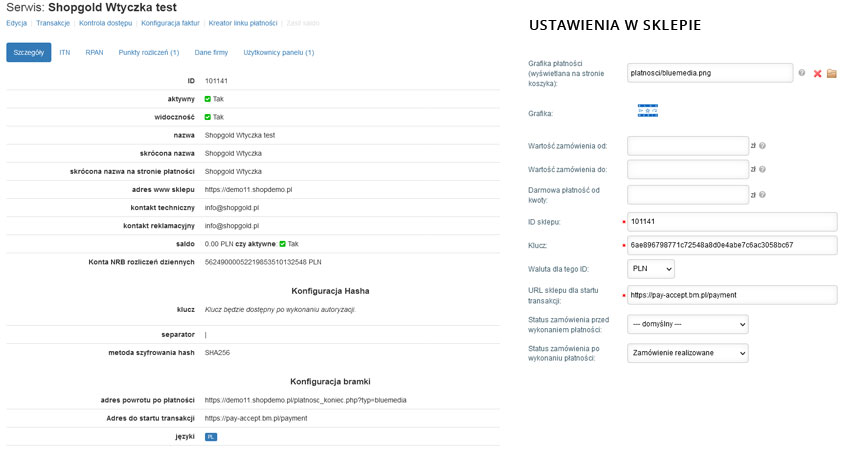 Serwis: Shopgold Wtyczka test
Edycja | Transakcje | Kontrola dostępu | Konfiguracja faktur | Kreator linku płatności | Zasil saldo
Szczegóły ITN RPAN Punkty rozliczeń (1) Dane firmy Użytkownicy panelu (1)
ID 101141
aktywny Tak
widoczność Tak
nazwa Shopgold Wtyczka test
skrócona nazwa Shopgold Wtyczka
skrócona nazwa na stronie płatności Shopgold Wtyczka
adres www sklepu https://demo11.shopdemo.pl
kontakt techniczny info@shopgold.pl
kontakt reklamacyjny info@shopgold.pl
saldo 0.00 PLN czy aktywne: Tak
Konta NRB rozliczeń dziennych 56249000052219853510132548 PLN
Konfiguracja Hasha
klucz Klucz będzie dostępny po wykonaniu autoryzacji.
separator |
metoda szyfrowania hash SHA256
Konfiguracja bramki
adres powrotu po płatności https://demo11.shopdemo.pl/platnosc_koniec.php?typ=bluemedia
Adres do startu transakcji https://pay-accept.bm.pl/payment
języki PL
USTAWIENIA W SKLEPIE
Grafika płatności
(wyświetlana na stronie
koszyka):
platnosci/bluemedia.png
Grafika:
Wartość zamówienia od: zł
Wartość zamówienia do: zł
Darmowa płatność od
kwoty: zł
ID sklepu: 101141
Klucz: 6ae896798771c72548a8d0e4abe7c6ac3058bc67
Waluta dla tego ID: PLN
URL sklepu dla startu
transakcji: https://pay-accept.bm.pl/payment
Status zamówienia przed
wykonaniem płatności: --- domyślny ---
Status zamówienia po
wykonaniu płatności: Zamówienie realizowane